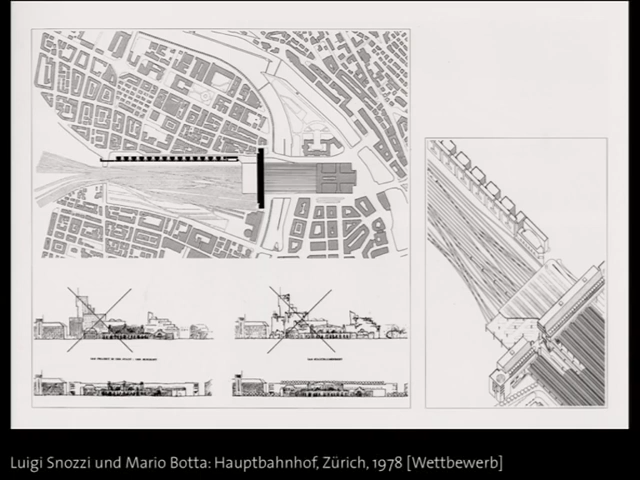 Luigi Snozzi und Mario Botta: Hauptbahnhof, Zürich, 1978 [Wettbewerb]